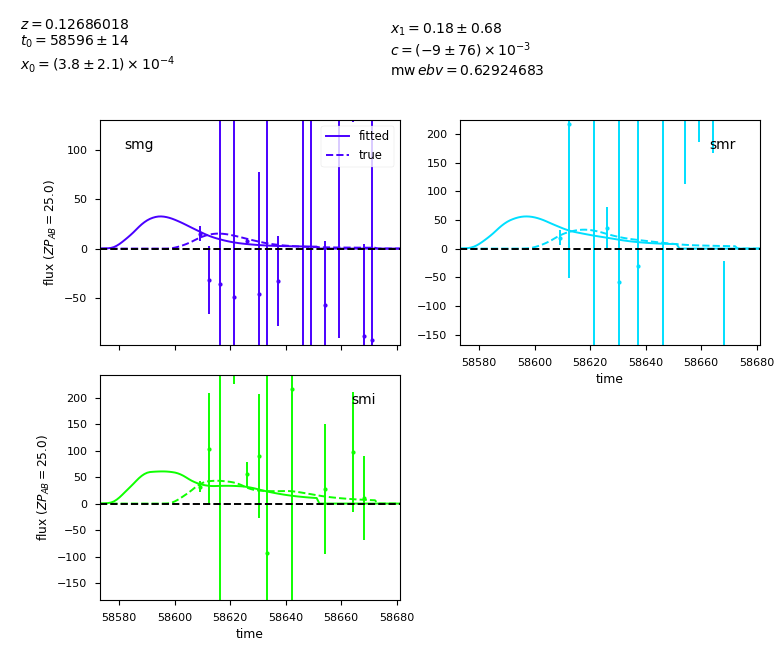 z = 0.12686018
t₀ = 58596 ± 14
x₀ = (3.8 ± 2.1) × 10⁻⁴
x₁ = 0.18 ± 0.68
c = (−9 ± 76) × 10⁻³
mw ebv = 0.62924683
smg
fitted
true
100
50
0
−50
flux (ZP_AB = 25.0)
smr
200
150
100
50
0
−50
−100
−150
58580 58600 58620 58640 58660 58680
time
smi
200
150
100
50
0
−50
−100
−150
flux (ZP_AB = 25.0)
58580 58600 58620 58640 58660 58680
time